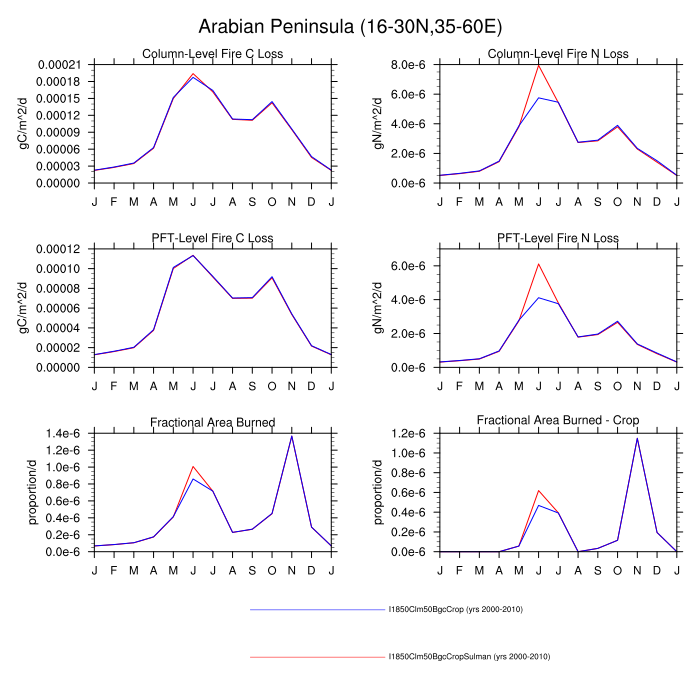 Arabian Peninsula (16-30N,35-60E)
Column-Level Fire C Loss
gC/m^2/d
0.00021
0.00018
0.00015
0.00012
0.00009
0.00006
0.00003
0.00000
J F M A M J J A S O N D J
Column-Level Fire N Loss
gN/m^2/d
8.0e-6
6.0e-6
4.0e-6
2.0e-6
0.0e-6
J F M A M J J A S O N D J
PFT-Level Fire C Loss
gC/m^2/d
0.00012
0.00010
0.00008
0.00006
0.00004
0.00002
0.00000
J F M A M J J A S O N D J
PFT-Level Fire N Loss
gN/m^2/d
6.0e-6
4.0e-6
2.0e-6
0.0e-6
J F M A M J J A S O N D J
Fractional Area Burned
proportion/d
1.4e-6
1.2e-6
1.0e-6
0.8e-6
0.6e-6
0.4e-6
0.2e-6
0.0e-6
J F M A M J J A S O N D J
Fractional Area Burned - Crop
proportion/d
1.2e-6
1.0e-6
0.8e-6
0.6e-6
0.4e-6
0.2e-6
0.0e-6
J F M A M J J A S O N D J
I1850Clm50BgcCrop (yrs 2000-2010)
I1850Clm50BgcCropSulman (yrs 2000-2010)